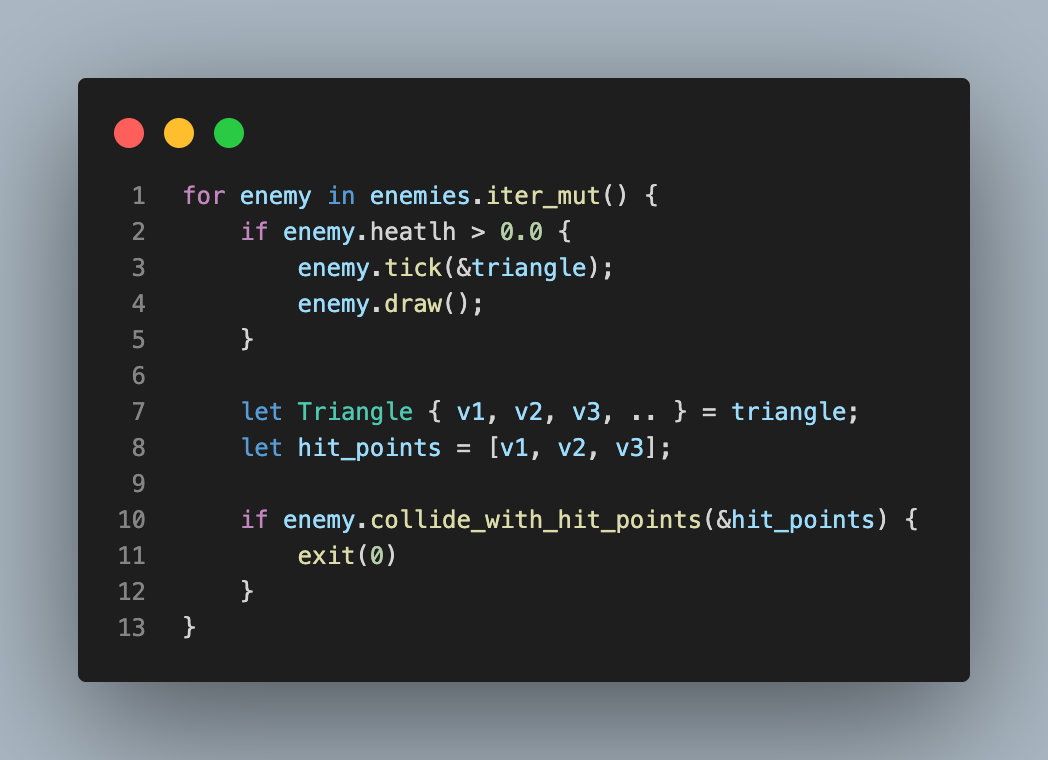 1 for enemy in enemies.iter_mut() {
2     if enemy.heatlh > 0.0 {
3         enemy.tick(&triangle);
4         enemy.draw();
5     }
6
7     let Triangle { v1, v2, v3, .. } = triangle;
8     let hit_points = [v1, v2, v3];
9
10     if enemy.collide_with_hit_points(&hit_points) {
11         exit(0)
12     }
13 }